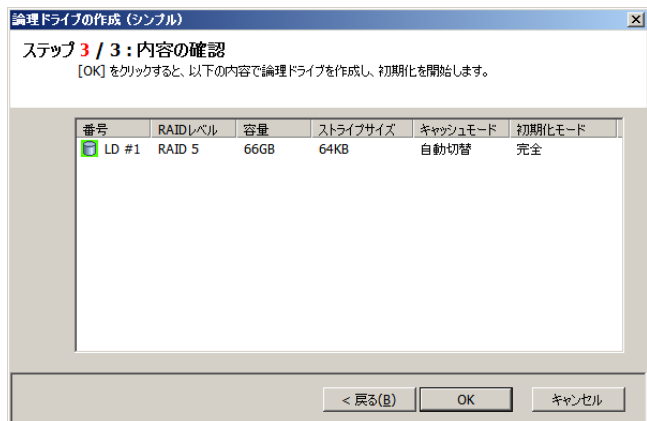 論理ドライブの作成 (シンプル)
ステップ 3 / 3 : 内容の確認
[OK] をクリックすると、以下の内容で論理ドライブを作成し、初期化を開始します。
番号 RAIDレベル 容量 ストライプサイズ キャッシュモード 初期化モード
LD #1 RAID 5 66GB 64KB 自動切替 完全
< 戻る(B) OK キャンセル